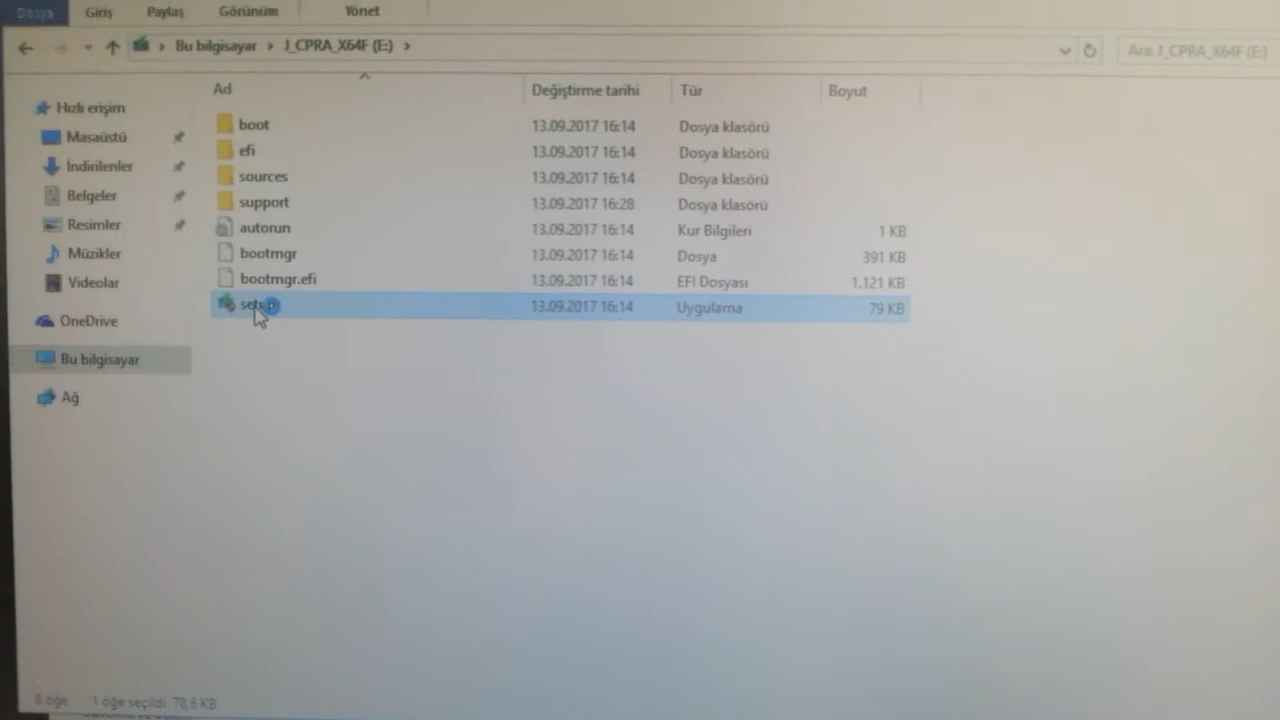 Dosya Giriş Paylaş Görünüm Yönet
Bu bilgisayar J_CPRA_X64F (E:) Ara: J_CPRA_X64F (E:)
Ad Değiştirme tarihi Tür Boyut
Hızlı erişim
Masaüstü
İndirilenler
Belgeler
Resimler
Müzikler
Videolar
OneDrive
Bu bilgisayar
Ağ
boot 13.09.2017 16:14 Dosya klasörü
efi 13.09.2017 16:14 Dosya klasörü
sources 13.09.2017 16:14 Dosya klasörü
support 13.09.2017 16:28 Dosya klasörü
autorun 13.09.2017 16:14 Kur Bilgileri 1 KB
bootmgr 13.09.2017 16:14 Dosya 391 KB
bootmgr.efi 13.09.2017 16:14 EFI Dosyası 1.121 KB
setup 13.09.2017 16:14 Uygulama 79 KB
8 öğe 1 öğe seçildi 78,6 KB